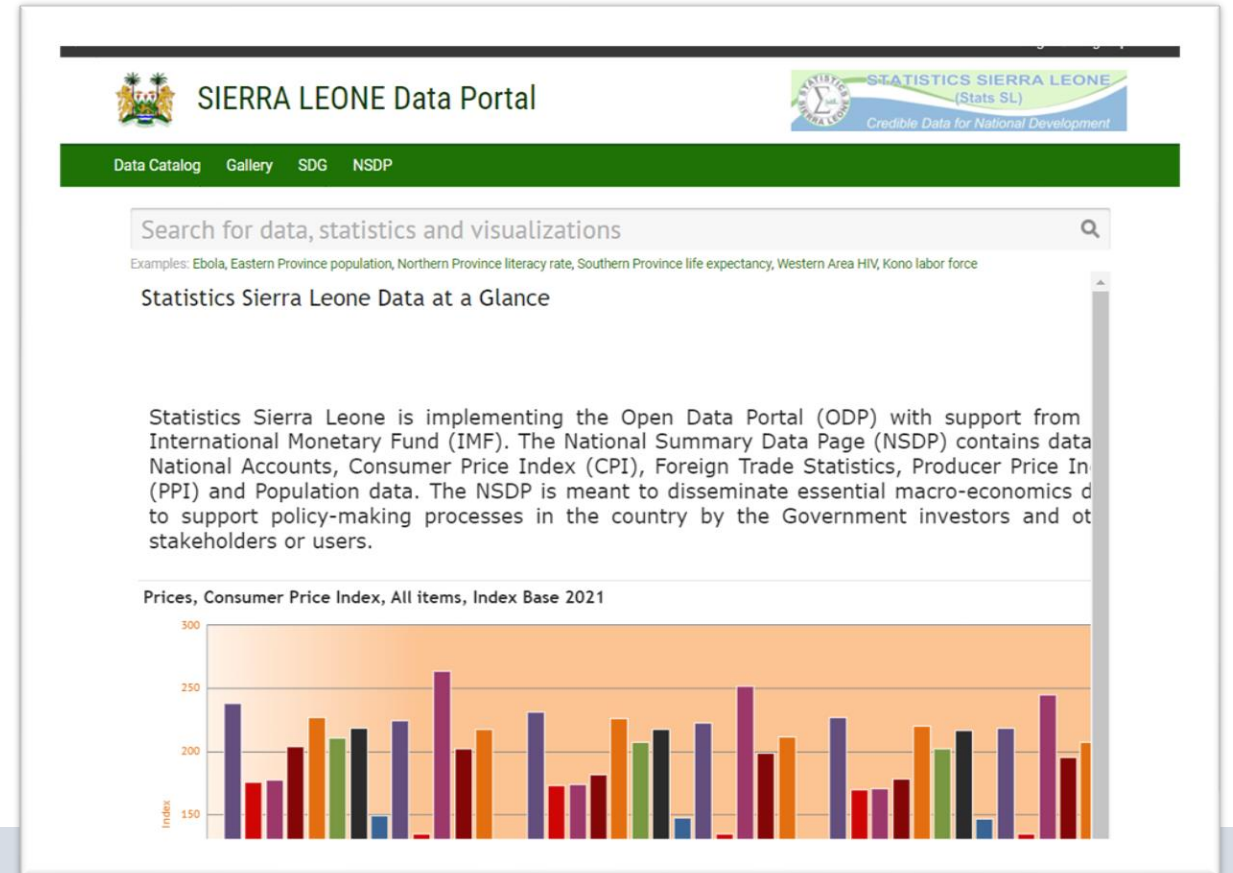 SIERRA LEONE Data Portal
STATISTICS SIERRA LEONE
(Stats SL)
Credible Data for National Development
STATISTICS
SIERRA LEONE
Data Catalog Gallery SDG NSDP
Search for data, statistics and visualizations
Examples: Ebola, Eastern Province population, Northern Province literacy rate, Southern Province life expectancy, Western Area HIV, Kono labor force
Statistics Sierra Leone Data at a Glance
Statistics Sierra Leone is implementing the Open Data Portal (ODP) with support from
International Monetary Fund (IMF). The National Summary Data Page (NSDP) contains data
National Accounts, Consumer Price Index (CPI), Foreign Trade Statistics, Producer Price In
(PPI) and Population data. The NSDP is meant to disseminate essential macro-economics d
to support policy-making processes in the country by the Government investors and ot
stakeholders or users.
Prices, Consumer Price Index, All items, Index Base 2021
300
250
200
150
Index